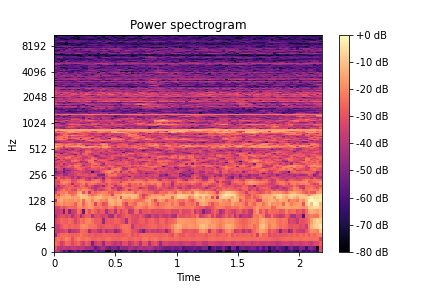 Power spectrogram
8192
4096
2048
1024
512
256
128
64
0
Hz
0
0.5
1
1.5
2
Time
+0 dB
-10 dB
-20 dB
-30 dB
-40 dB
-50 dB
-60 dB
-70 dB
-80 dB